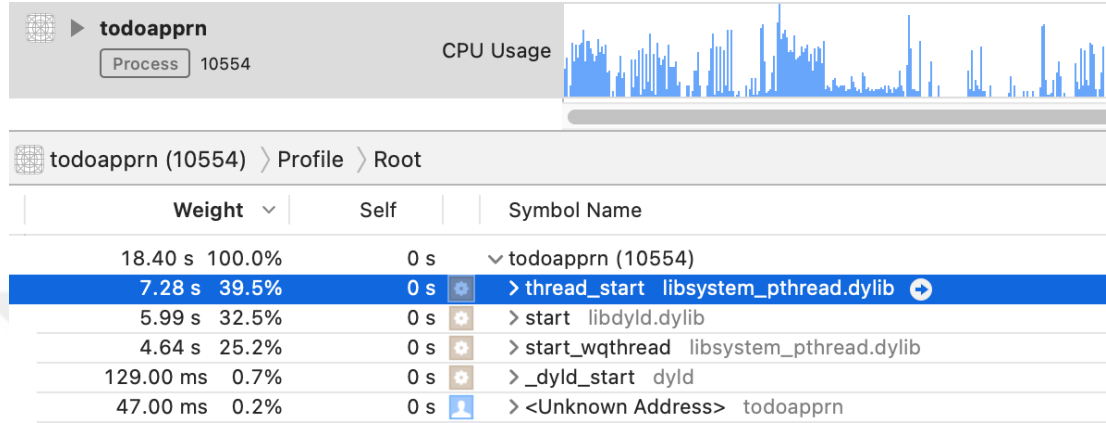 todoapprn
Process 10554
CPU Usage
todoapprn (10554) Profile Root
Weight Self Symbol Name
18.40 s 100.0% 0 s todoapprn (10554)
7.28 s 39.5% 0 s thread_start libsystem_pthread.dylib
5.99 s 32.5% 0 s start libdyld.dylib
4.64 s 25.2% 0 s start_wqthread libsystem_pthread.dylib
129.00 ms 0.7% 0 s _dyld_start dyld
47.00 ms 0.2% 0 s <Unknown Address> todoapprn